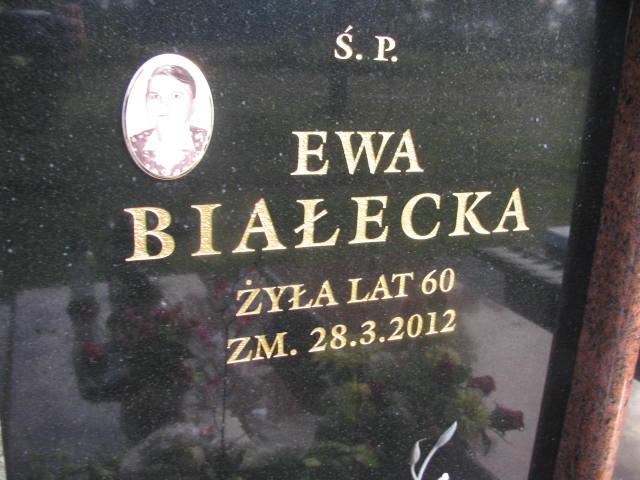 Ś. P.
EWA
BIAŁECKA
ŻYŁA LAT 60
ZM. 28.3.2012